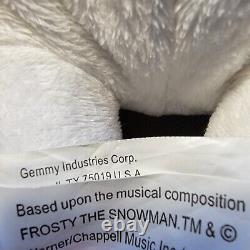 Gemmy Industries Corp.
TX 75019 U.S.A.
Based upon the musical composition
FROSTY THE SNOWMAN.™ & ©
Warner/Chappell Music Inc.